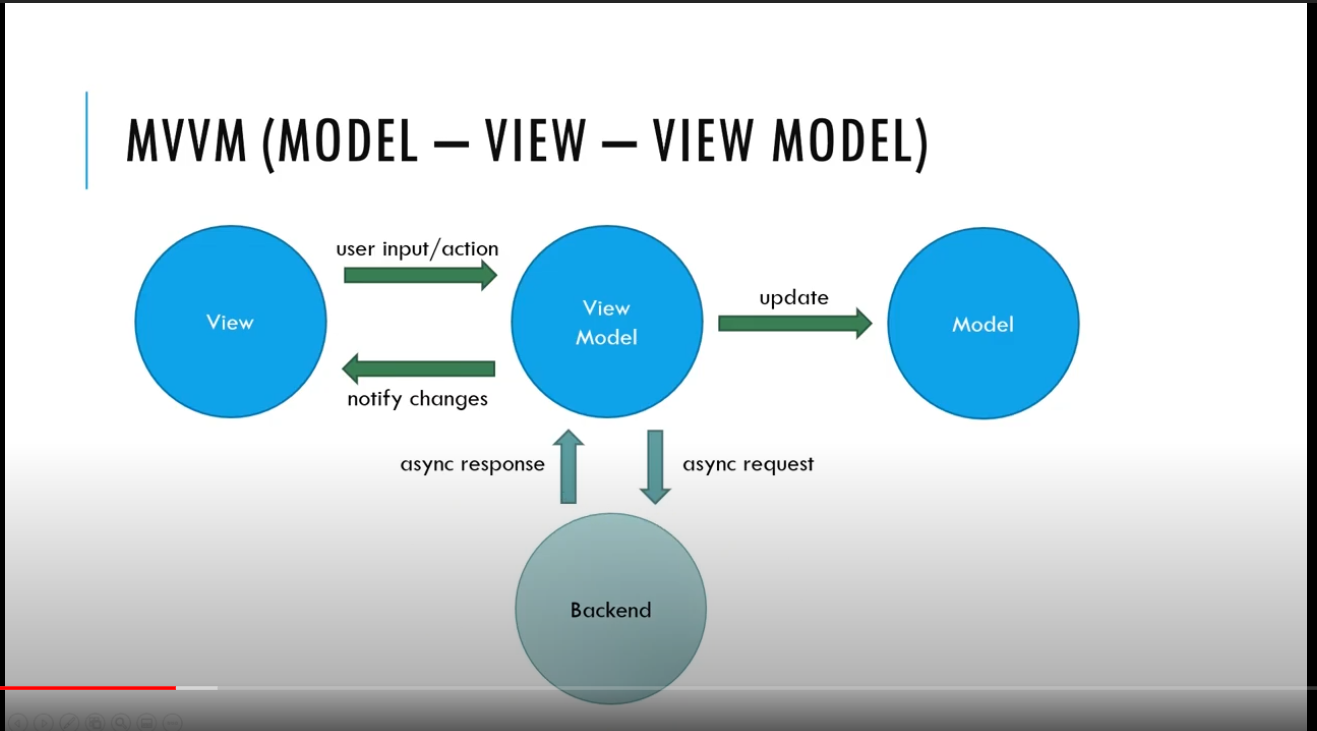 MVVM (MODEL – VIEW – VIEW MODEL)
user input/action
View
View
Model
update
Model
notify changes
async response
async request
Backend